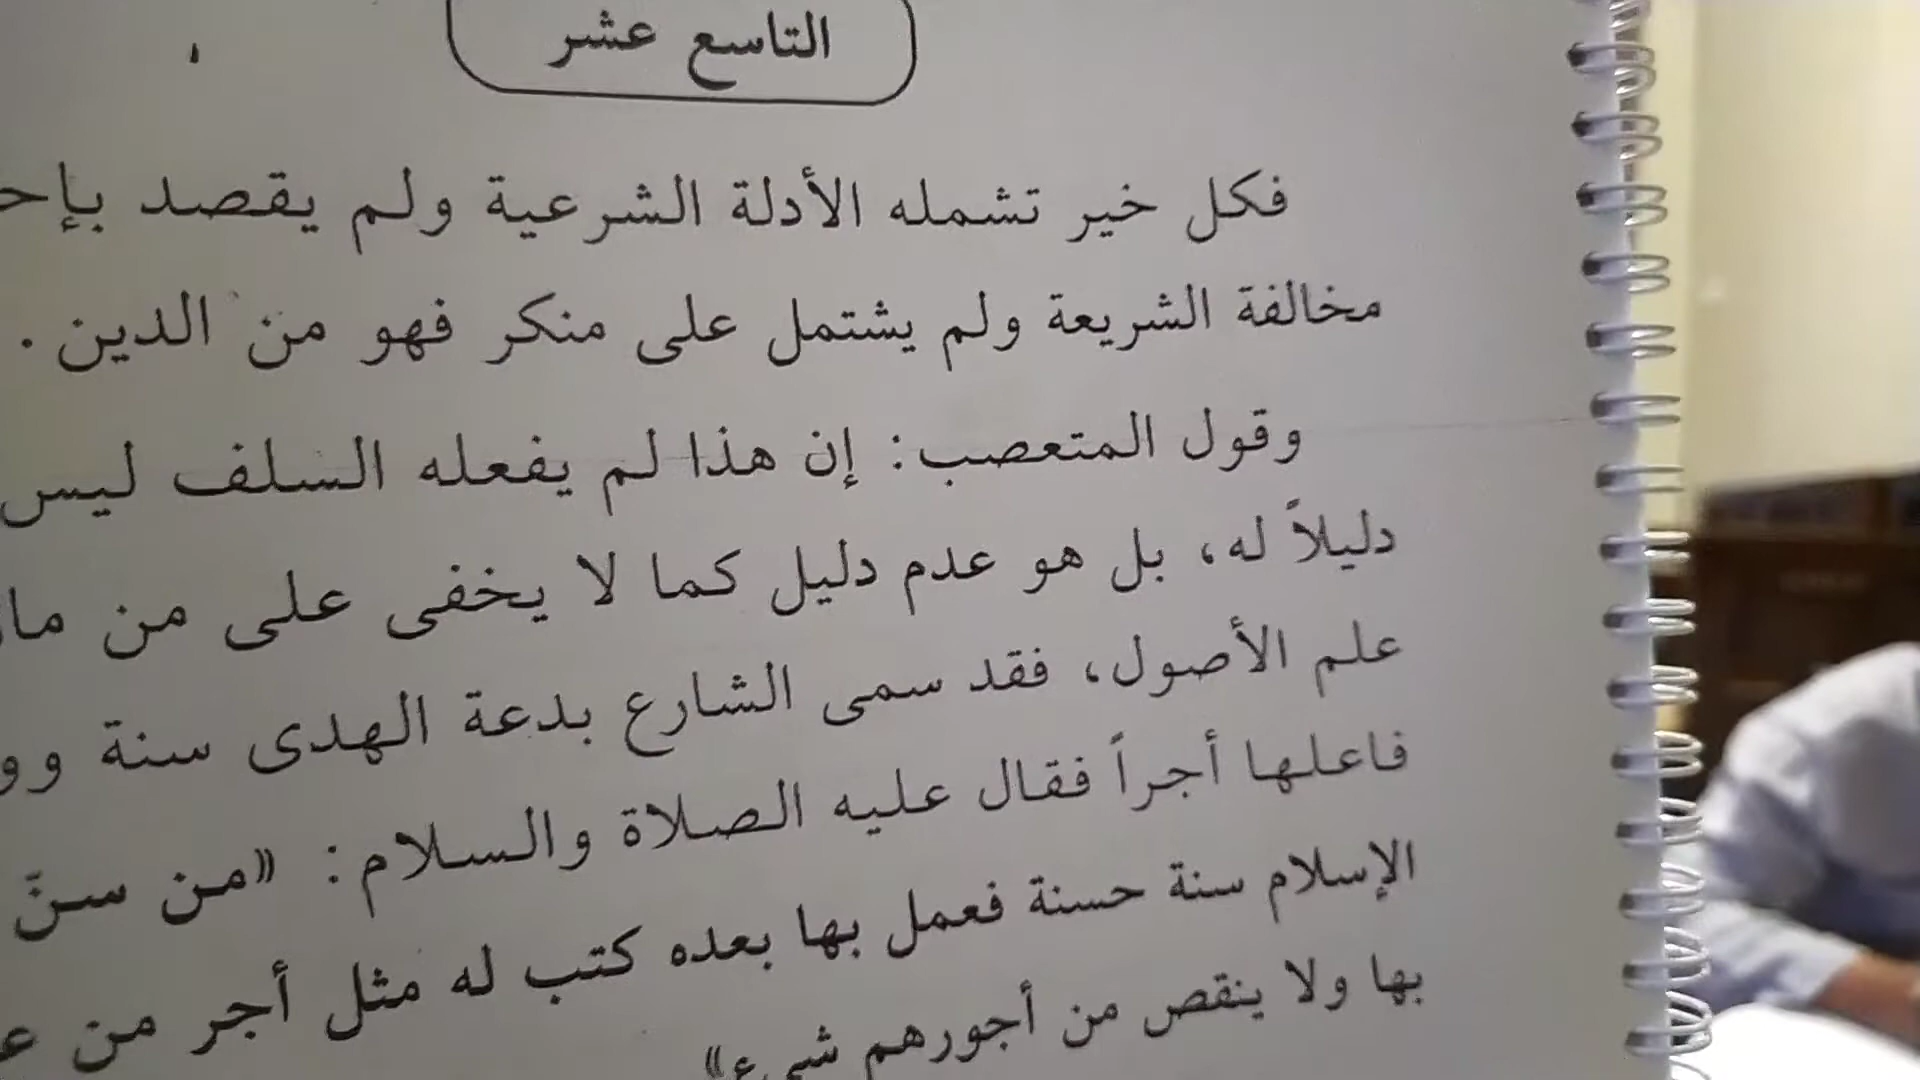 التاسع عشر
فكل خير تشمله الأدلة الشرعية ولم يقصد
مخالفة الشريعة ولم يشتمل على منكر فهو من الدين .
وقول المتعصب : إن هذا لم يفعله السلف ليس
دليلاً له ، بل هو عدم دليل كما لا يخفى على من
علم الأصول ، فقد سمى الشارع بدعة الهدى سنة
فاعلها أجراً فقال عليه الصلاة والسلام : «من سنّ
الإسلام سنة حسنة فعمل بها بعده كتب له مثل أجر من
بها ولا ينقص من أجورهم شيء»